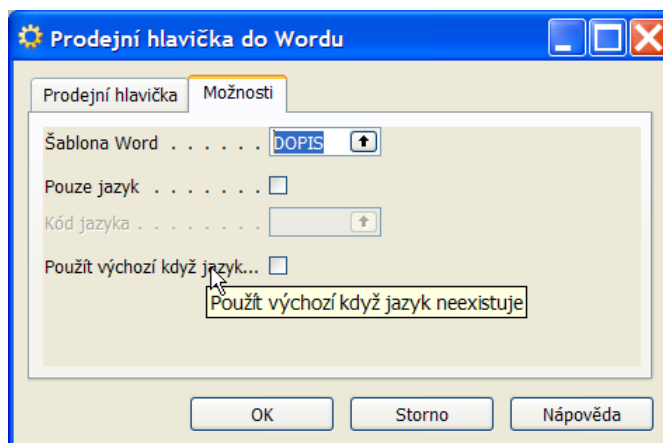 Prodejní hlavička do Wordu
Prodejní hlavička Možnosti
Šablona Word . . . . . . DOPIS
Pouze jazyk . . . . . . .
Kód jazyka . . . . . . . .
Použít výchozí když jazyk...
Použít výchozí když jazyk neexistuje
OK Storno Nápověda